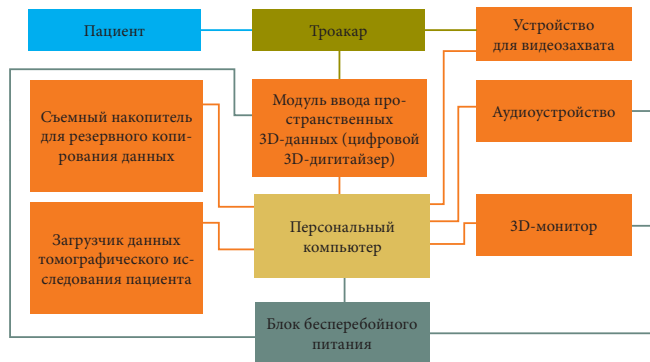 Пациент
Троакар
Устройство
для видеозахвата
Съемный накопитель
для резервного копи-
рования данных
Модуль ввода про-
странственных
3D-данных (цифровой
3D-дигитайзер)
Аудиоустройство
Загрузчик данных
томографического ис-
следования пациента
Персональный
компьютер
3D-монитор
Блок бесперебойного
питания